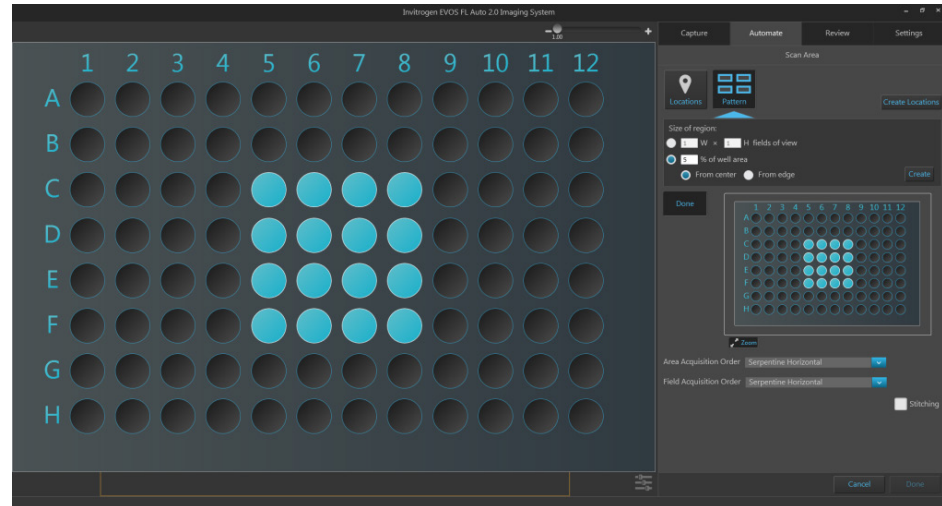 Invitrogen EVOS FL Auto 2.0 Imaging System
1.00
Capture Automate Review Settings
Scan Area
1 2 3 4 5 6 7 8 9 10 11 12
A
B
C
D
E
F
G
H
Locations Pattern Create Locations
Size of region:
1 W × 1 H fields of view
5 % of well area
From center From edge Create
Done
1 2 3 4 5 6 7 8 9 10 11 12
A
B
C
D
E
F
G
H
Zoom
Area Acquisition Order Serpentine Horizontal
Field Acquisition Order Serpentine Horizontal
Stitching
Cancel Done